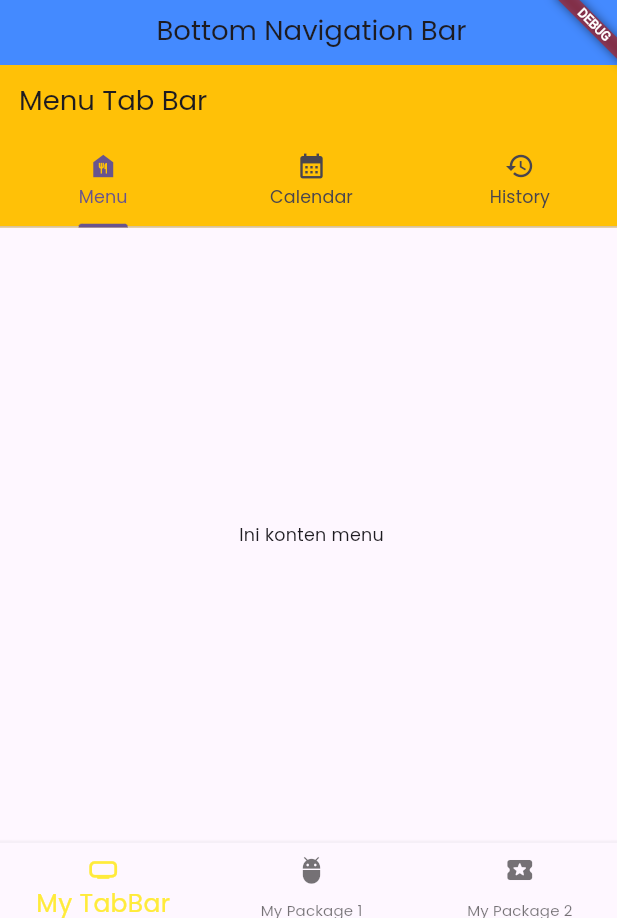 Bottom Navigation Bar
DEBUG
Menu Tab Bar
Menu
Calendar
History
Ini konten menu
My TabBar
My Package 1
My Package 2